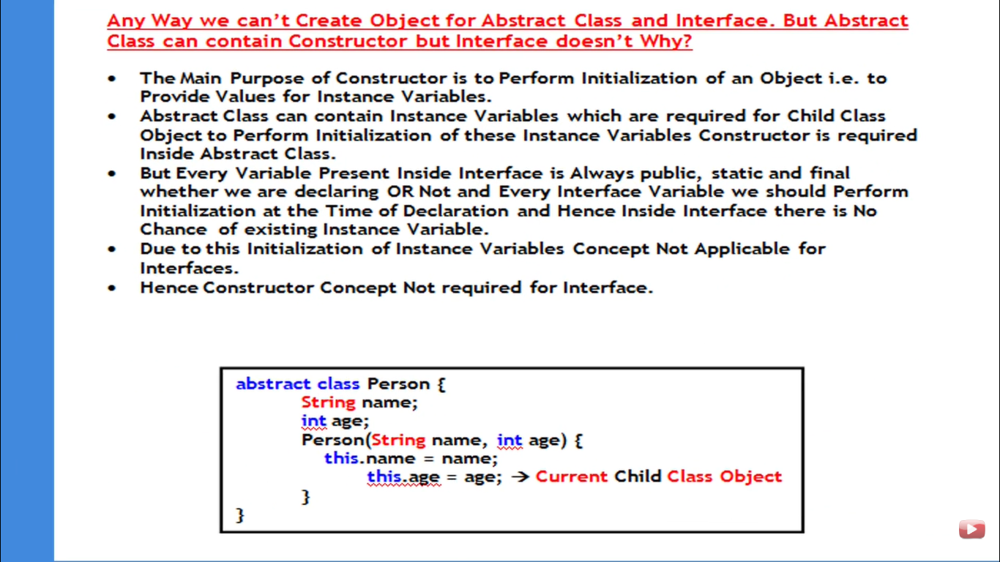 Any Way we can't Create Object for Abstract Class and Interface. But Abstract
Class can contain Constructor but Interface doesn't Why?
• The Main Purpose of Constructor is to Perform Initialization of an Object i.e. to
Provide Values for Instance Variables.
• Abstract Class can contain Instance Variables which are required for Child Class
Object to Perform Initialization of these Instance Variables Constructor is required
Inside Abstract Class.
• But Every Variable Present Inside Interface is Always public, static and final
whether we are declaring OR Not and Every Interface Variable we should Perform
Initialization at the Time of Declaration and Hence Inside Interface there is No
Chance of existing Instance Variable.
• Due to this Initialization of Instance Variables Concept Not Applicable for
Interfaces.
• Hence Constructor Concept Not required for Interface.
abstract class Person {
String name;
int age;
Person(String name, int age) {
this.name = name;
this.age = age; → Current Child Class Object
}
}